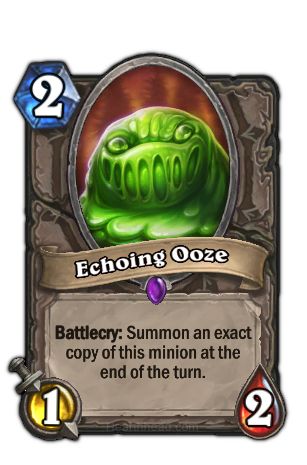 2
Echoing Ooze
Battlecry: Summon an exact
copy of this minion at the
end of the turn.
1
2